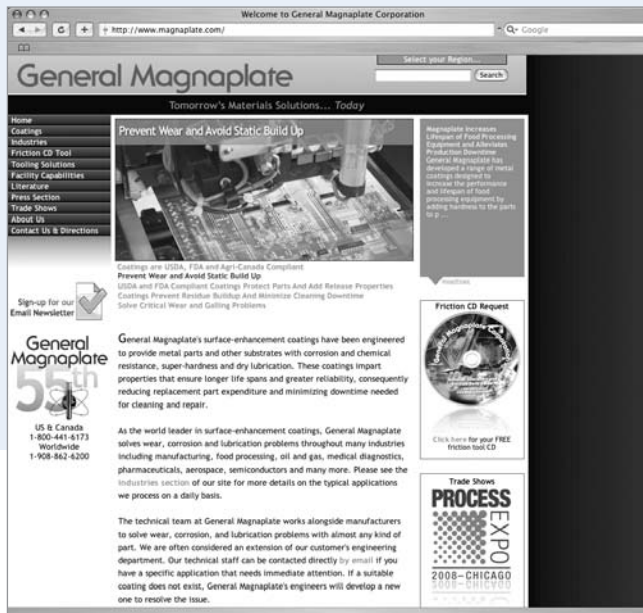 Welcome to General Magnaplate Corporation
http://www.magnaplate.com/
Google
General Magnaplate
Select your Region...
Search
Tomorrow's Materials Solutions... Today
Home
Coatings
Industries
Friction CD Tool
Tooling Solutions
Facility Capabilities
Literature
Press Section
Trade Shows
About Us
Contact Us & Directions
Sign-up for our
Email Newsletter
General
Magnaplate
55th
US & Canada
1-800-441-6173
Worldwide
1-908-862-6200
Prevent Wear and Avoid Static Build Up
Coatings are USDA, FDA and Agri-Canada Compliant
Prevent Wear and Avoid Static Build Up
USDA and FDA Compliant Coatings Protect Parts And Add Release Properties
Coatings Prevent Residue Buildup And Minimize Cleaning Downtime
Solve Critical Wear and Galling Problems
General Magnaplate's surface-enhancement coatings have been engineered
to provide metal parts and other substrates with corrosion and chemical
resistance, super-hardness and dry lubrication. These coatings impart
properties that ensure longer life spans and greater reliability, consequently
reducing replacement part expenditure and minimizing downtime needed
for cleaning and repair.
As the world leader in surface-enhancement coatings, General Magnaplate
solves wear, corrosion and lubrication problems throughout many industries
including manufacturing, food processing, oil and gas, medical diagnostics,
pharmaceuticals, aerospace, semiconductors and many more. Please see the
industries section of our site for more details on the typical applications
we process on a daily basis.
The technical team at General Magnaplate works alongside manufacturers
to solve wear, corrosion, and lubrication problems with almost any kind of
part. We are often considered an extension of our customer's engineering
department. Our technical staff can be contacted directly by email if you
have a specific application that needs immediate attention. If a suitable
coating does not exist, General Magnaplate's engineers will develop a new
one to resolve the issue.
Magnaplate Increases
Lifespan of Food Processing
Equipment and Alleviates
Production Downtime
General Magnaplate has
developed a range of metal
coatings designed to
increase the performance
and lifespan of food
processing equipment by
adding hardness to the parts
to p ...
Headlines
Friction CD Request
General Magnaplate Corporation
Click here for your FREE
friction tool CD
Trade Shows
PROCESS
EXPO
2008-CHICAGO